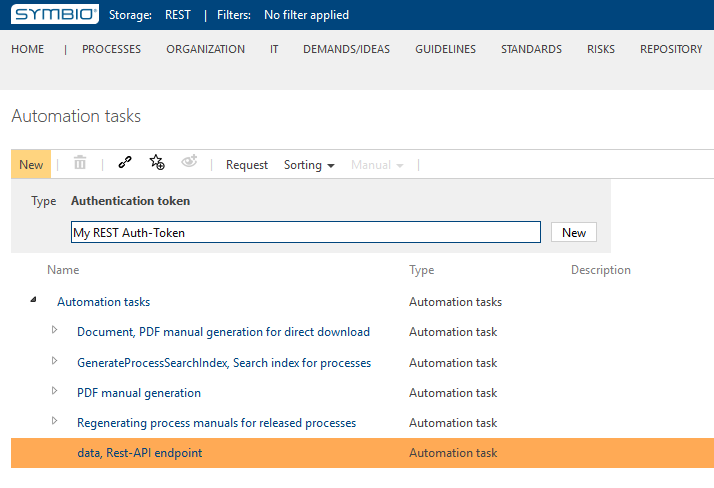 SYMBIO Storage: REST | Filters: No filter applied
HOME | PROCESSES ORGANIZATION IT DEMANDS/IDEAS GUIDELINES STANDARDS RISKS REPOSITORY
Automation tasks
New | | | Request Sorting Manual |
Type Authentication token
My REST Auth-Token New
Name Type Description
Automation tasks Automation tasks
Document, PDF manual generation for direct download Automation task
GenerateProcessSearchIndex, Search index for processes Automation task
PDF manual generation Automation task
Regenerating process manuals for released processes Automation task
data, Rest-API endpoint Automation task